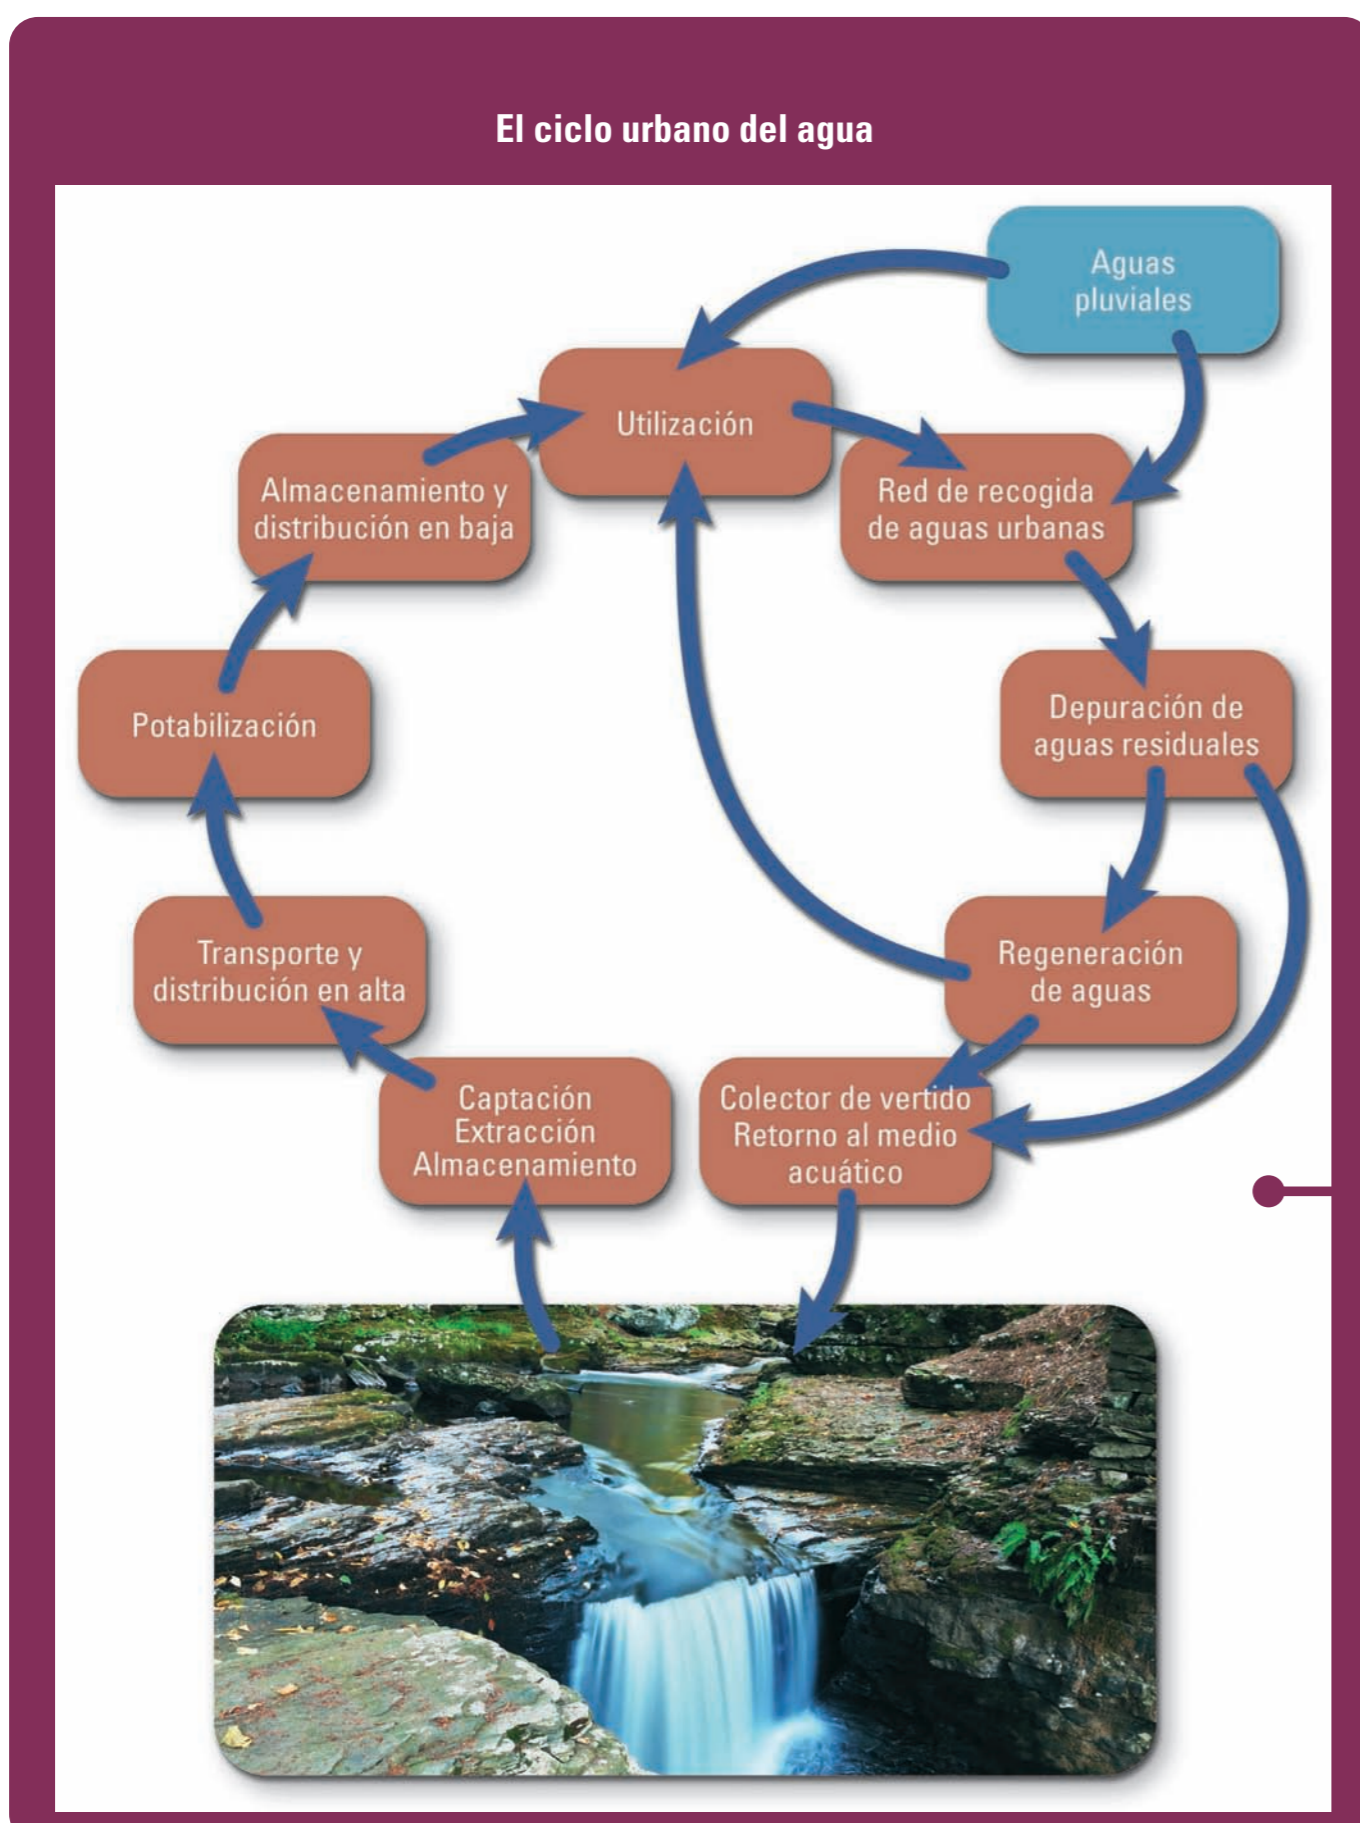 El ciclo urbano del agua
Aguas
pluviales
Utilización
Almacenamiento y
distribución en baja
Red de recogida
de aguas urbanas
Potabilización
Depuración de
aguas residuales
Transporte y
distribución en alta
Regeneración
de aguas
Captación
Extracción
Almacenamiento
Colector de vertido
Retorno al medio
acuático